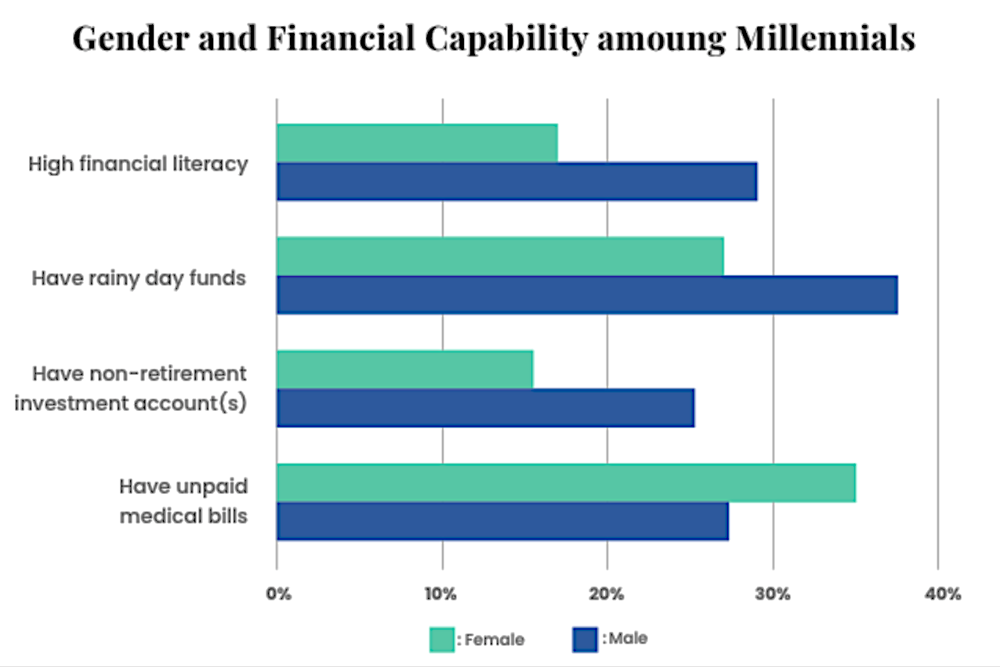 Gender and Financial Capability amoung Millennials
High financial literacy
Have rainy day funds
Have non-retirement
investment account(s)
Have unpaid
medical bills
0% 10% 20% 30% 40%
: Female : Male